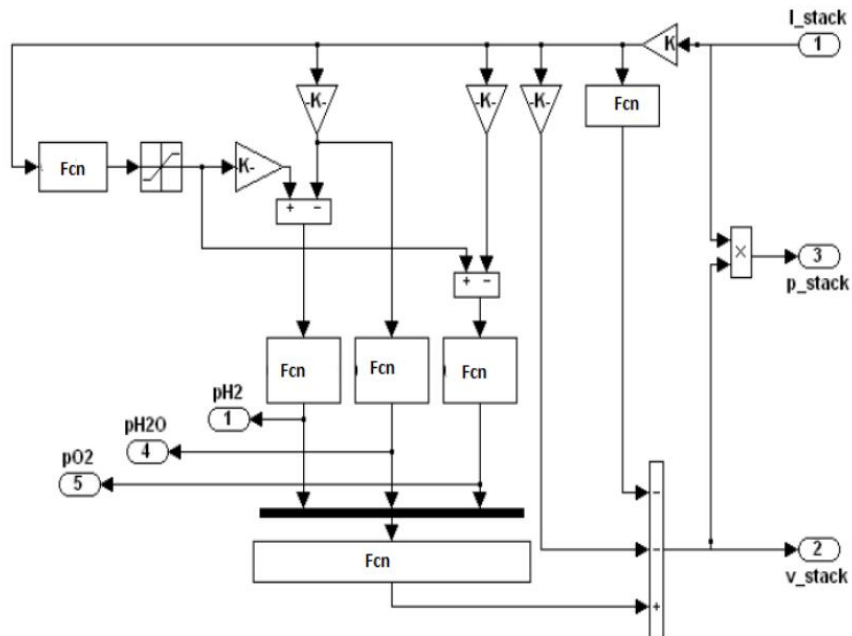 I_stack
1
K
-K-
-K-
-K-
Fcn
Fcn
-K-
+ −
3
p_stack
×
+ −
Fcn
Fcn
Fcn
pH2
1
pH2O
4
pO2
5
−
−
2
v_stack
Fcn
+